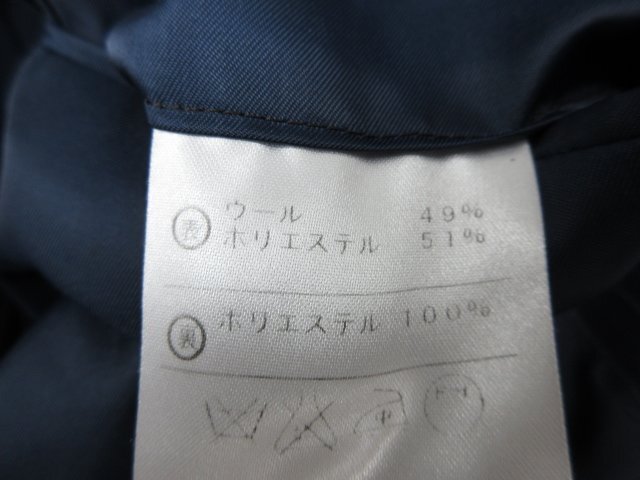 表 ウール 49%
ポリエステル 51%
裏 ポリエステル 100%